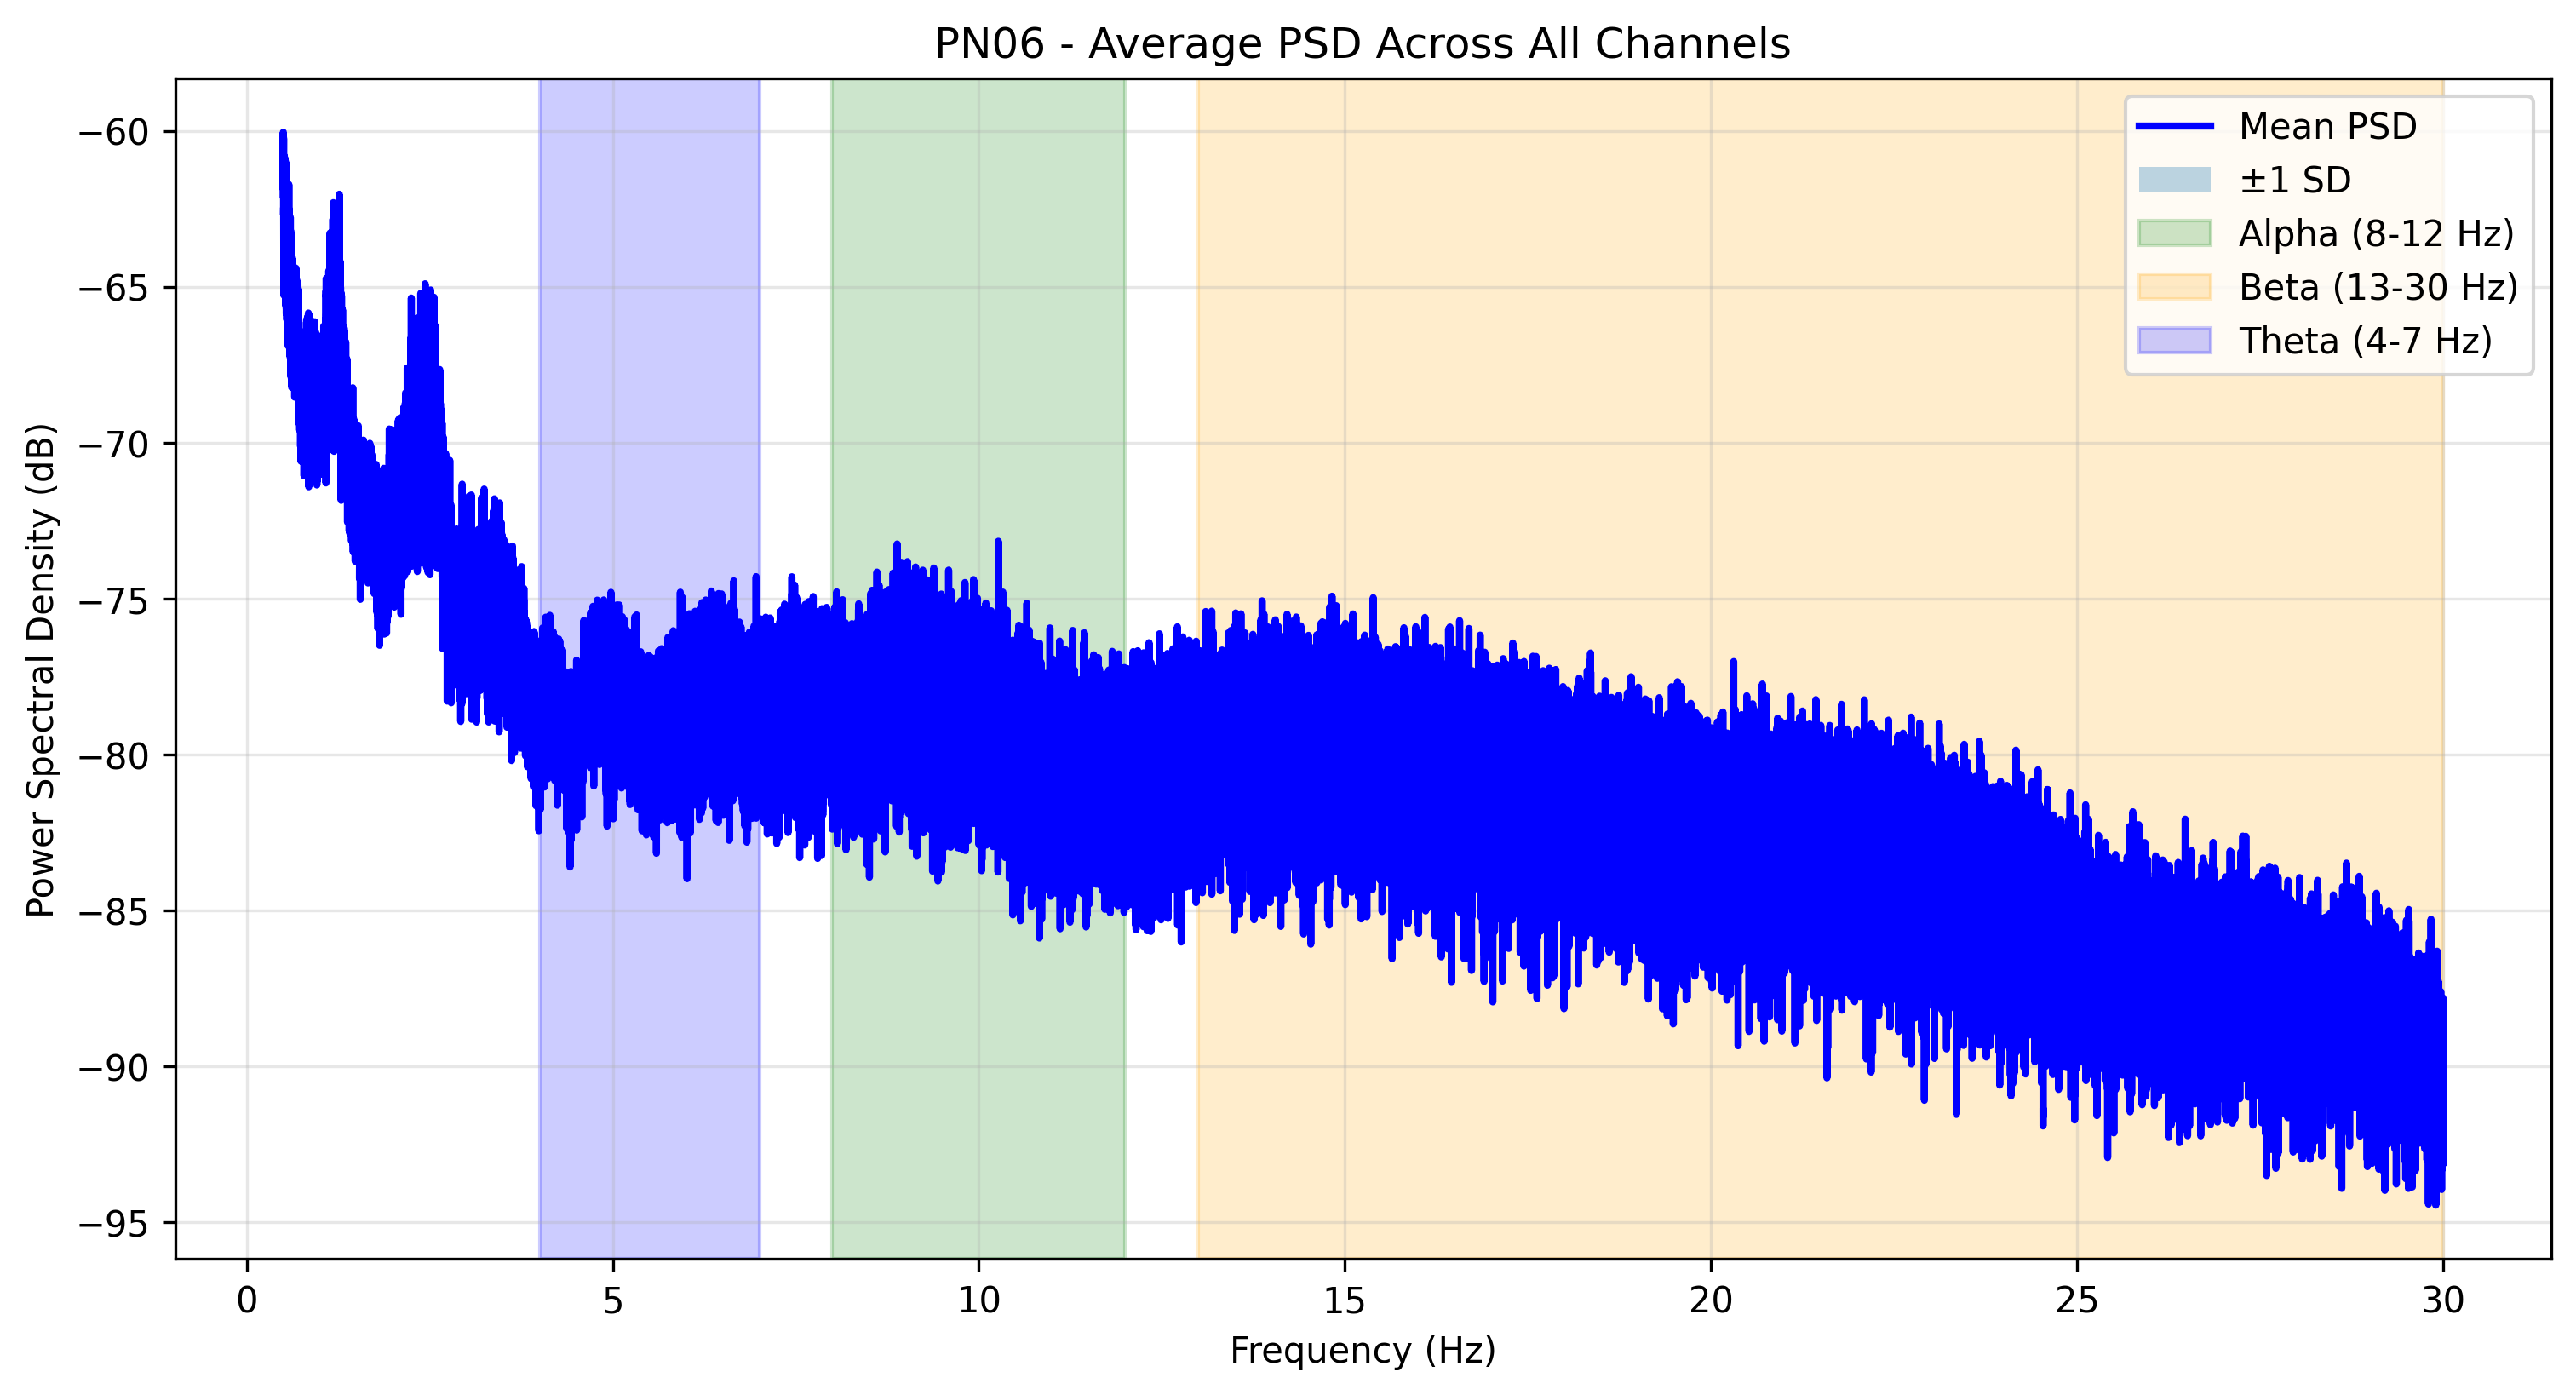 PN06 - Average PSD Across All Channels
Power Spectral Density (dB)
−60
−65
−70
−75
−80
−85
−90
−95
Mean PSD
±1 SD
Alpha (8-12 Hz)
Beta (13-30 Hz)
Theta (4-7 Hz)
0 5 10 15 20 25 30
Frequency (Hz)